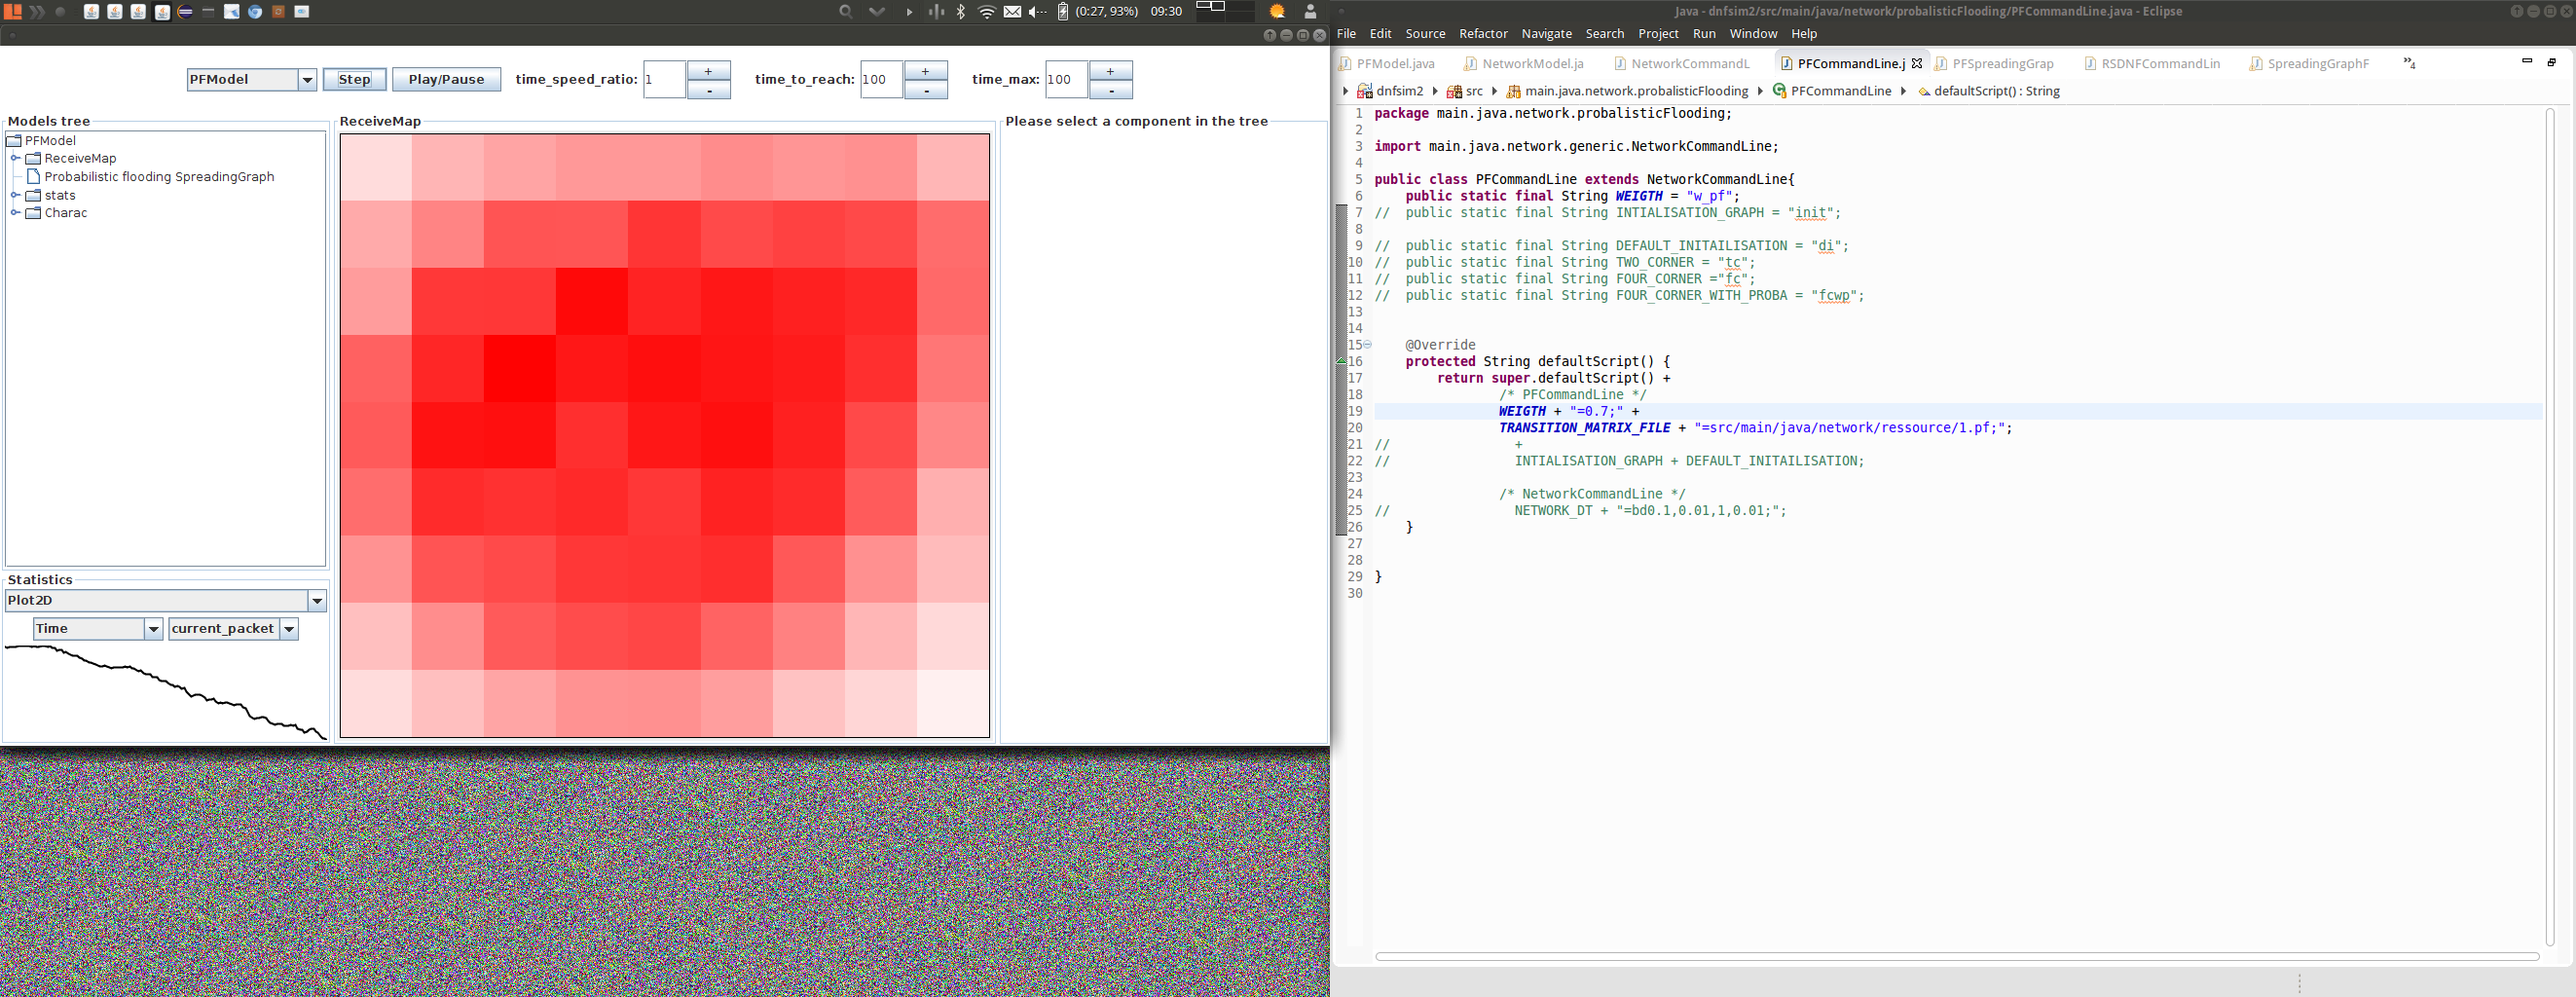 (0:27, 93%) 09:30
PFModel Step Play/Pause time_speed_ratio: 1 + - time_to_reach: 100 + - time_max: 100 + -
Models tree
PFModel
ReceiveMap
Probabilistic flooding SpreadingGraph
stats
Charac
Statistics
Plot2D
Time current_packet
ReceiveMap
Please select a component in the tree
Java - dnfsim2/src/main/java/network/probalisticFlooding/PFCommandLine.java - Eclipse
File Edit Source Refactor Navigate Search Project Run Window Help
PFModel.java NetworkModel.ja NetworkCommandL PFCommandLine.j PFSpreadingGrap RSDNFCommandLin SpreadingGraphF »4
dnfsim2 src main.java.network.probalisticFlooding PFCommandLine defaultScript() : String
1 package main.java.network.probalisticFlooding;
2
3 import main.java.network.generic.NetworkCommandLine;
4
5 public class PFCommandLine extends NetworkCommandLine{
6 public static final String WEIGTH = "w_pf";
7 // public static final String INTIALISATION_GRAPH = "init";
8
9 // public static final String DEFAULT_INITAILISATION = "di";
10 // public static final String TWO_CORNER = "tc";
11 // public static final String FOUR_CORNER ="fc";
12 // public static final String FOUR_CORNER_WITH_PROBA = "fcwp";
13
14
15 @Override
16 protected String defaultScript() {
17 return super.defaultScript() +
18 /* PFCommandLine */
19 WEIGTH + "=0.7;" +
20 TRANSITION_MATRIX_FILE + "=src/main/java/network/ressource/1.pf;";
21 // +
22 // INTIALISATION_GRAPH + DEFAULT_INITAILISATION;
23
24 /* NetworkCommandLine */
25 // NETWORK_DT + "=bd0.1,0.01,1,0.01;";
26 }
27
28
29 }
30